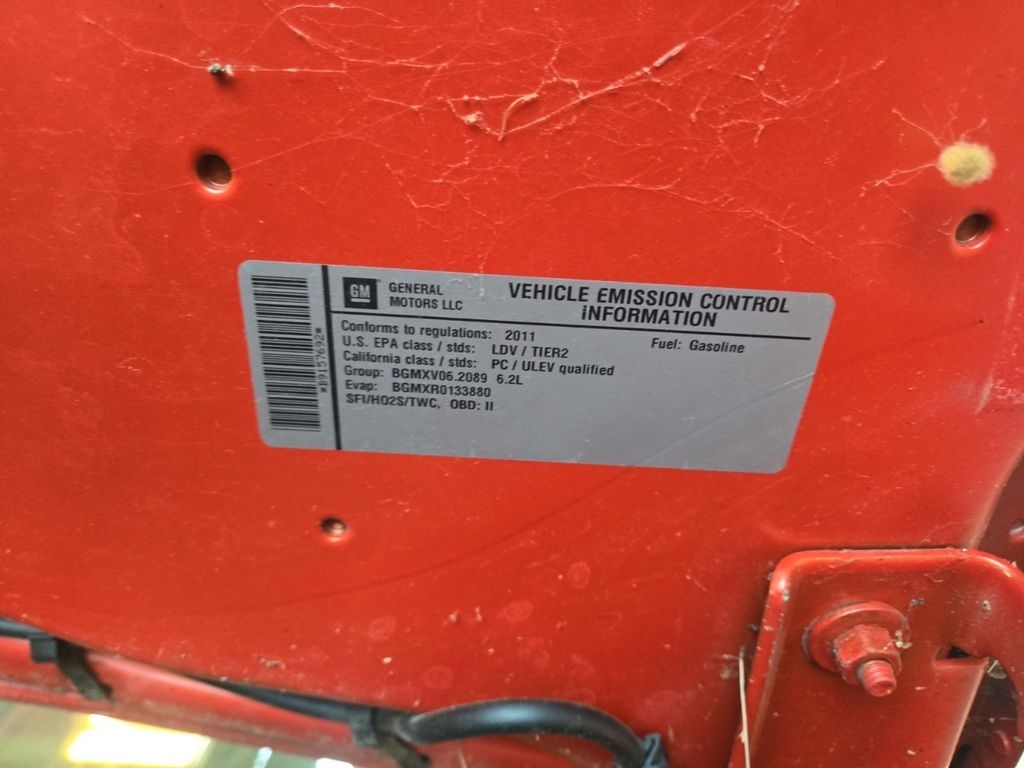 *B9157692*
GM
GENERAL
MOTORS LLC
VEHICLE EMISSION CONTROL
INFORMATION
Conforms to regulations: 2011
Fuel: Gasoline
U.S. EPA class / stds: LDV / TIER2
California class / stds: PC / ULEV qualified
Group: BGMXV06.2089 6.2L
Evap: BGMXR0133880
SFI/HO2S/TWC, OBD: II